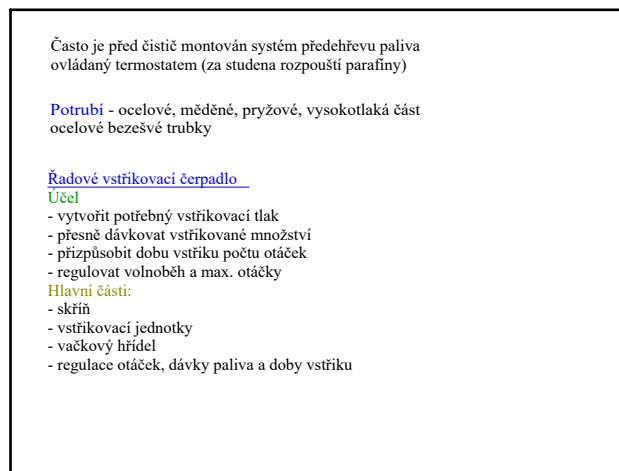 Často je před čistič montován systém předehřevu paliva
ovládaný termostatem (za studena rozpouští parafíny)
Potrubí - ocelové, měděné, pryžové, vysokotlaká část
ocelové bezešvé trubky
Řadové vstřikovací čerpadlo
Účel
- vytvořit potřebný vstřikovací tlak
- přesně dávkovat vstřikované množství
- přizpůsobit dobu vstřiku počtu otáček
- regulovat volnoběh a max. otáčky
Hlavní části:
- skříň
- vstřikovací jednotky
- vačkový hřídel
- regulace otáček, dávky paliva a doby vstřiku